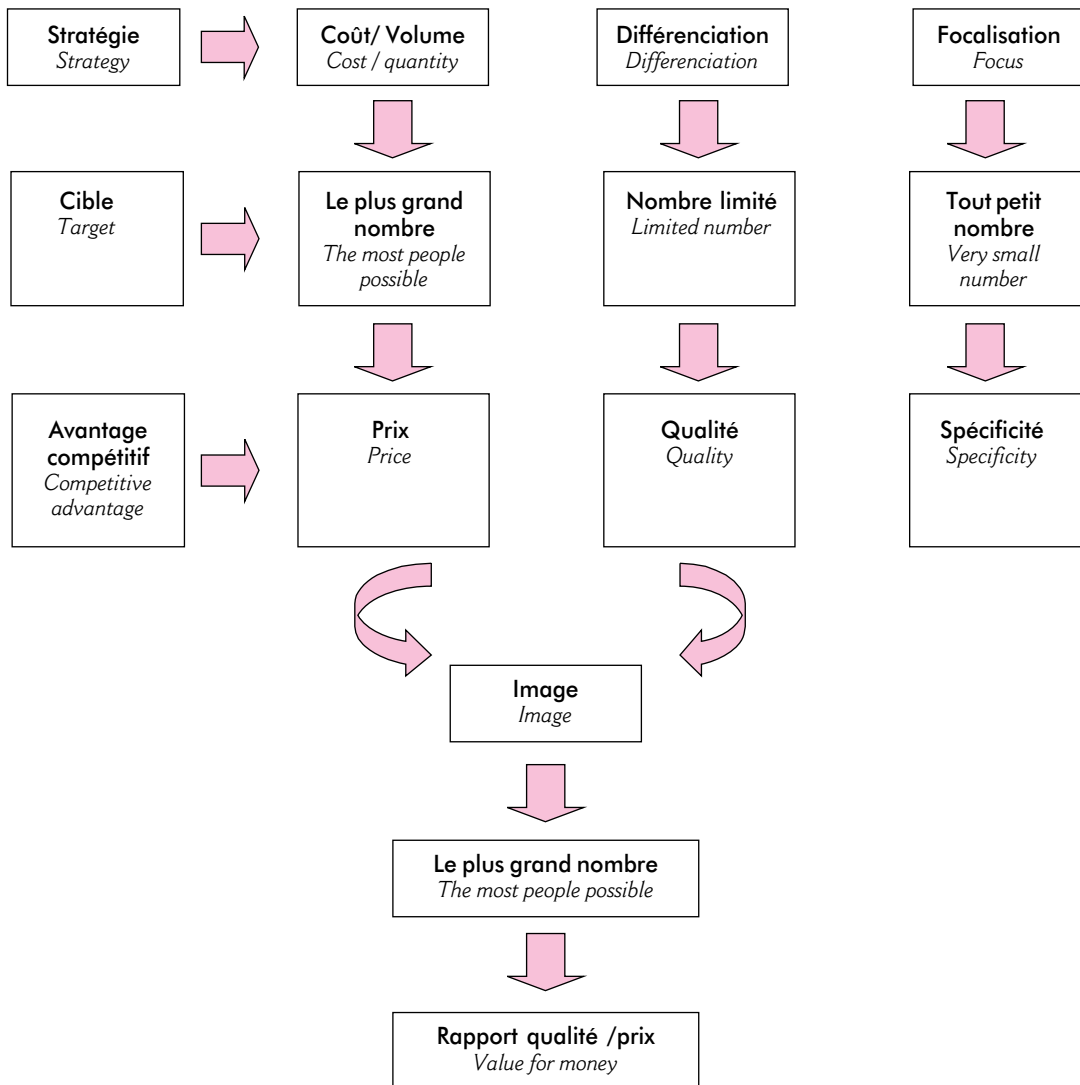 Stratégie
Strategy
Coût/ Volume
Cost / quantity
Différenciation
Differenciation
Focalisation
Focus
Cible
Target
Le plus grand
nombre
The most people
possible
Nombre limité
Limited number
Tout petit
nombre
Very small
number
Avantage
compétitif
Competitive
advantage
Prix
Price
Qualité
Quality
Spécificité
Specificity
Image
Image
Le plus grand nombre
The most people possible
Rapport qualité /prix
Value for money